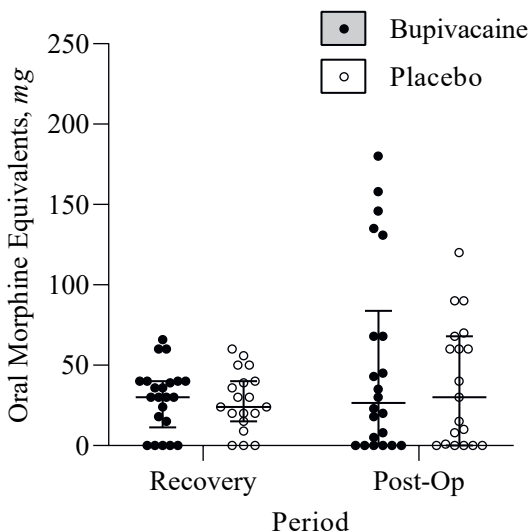 Bupivacaine
Placebo
Oral Morphine Equivalents, mg
250
200
150
100
50
0
Recovery
Post-Op
Period